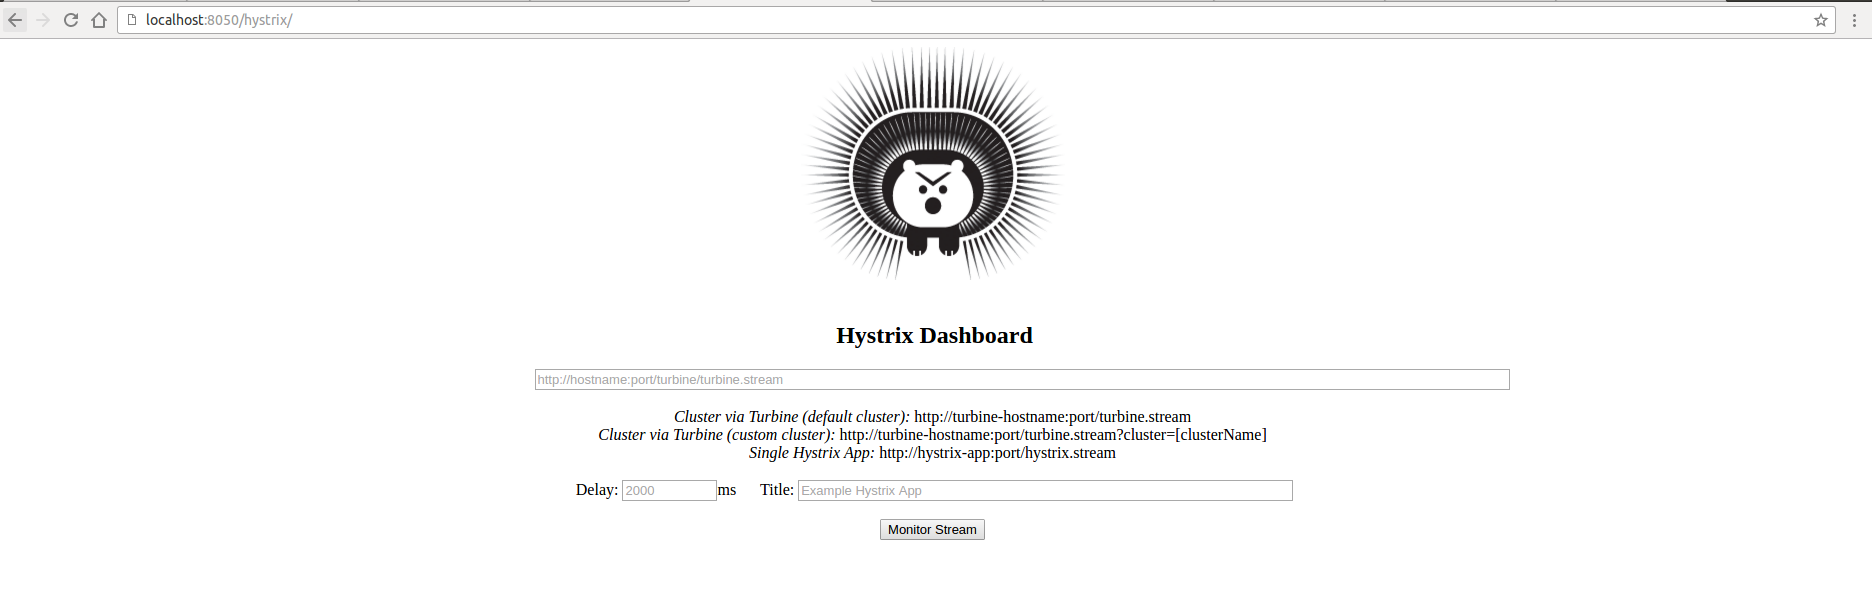 localhost:8050/hystrix/
Hystrix Dashboard
http://hostname:port/turbine/turbine.stream
Cluster via Turbine (default cluster): http://turbine-hostname:port/turbine.stream
Cluster via Turbine (custom cluster): http://turbine-hostname:port/turbine.stream?cluster=[clusterName]
Single Hystrix App: http://hystrix-app:port/hystrix.stream
Delay: 2000 ms Title: Example Hystrix App
Monitor Stream